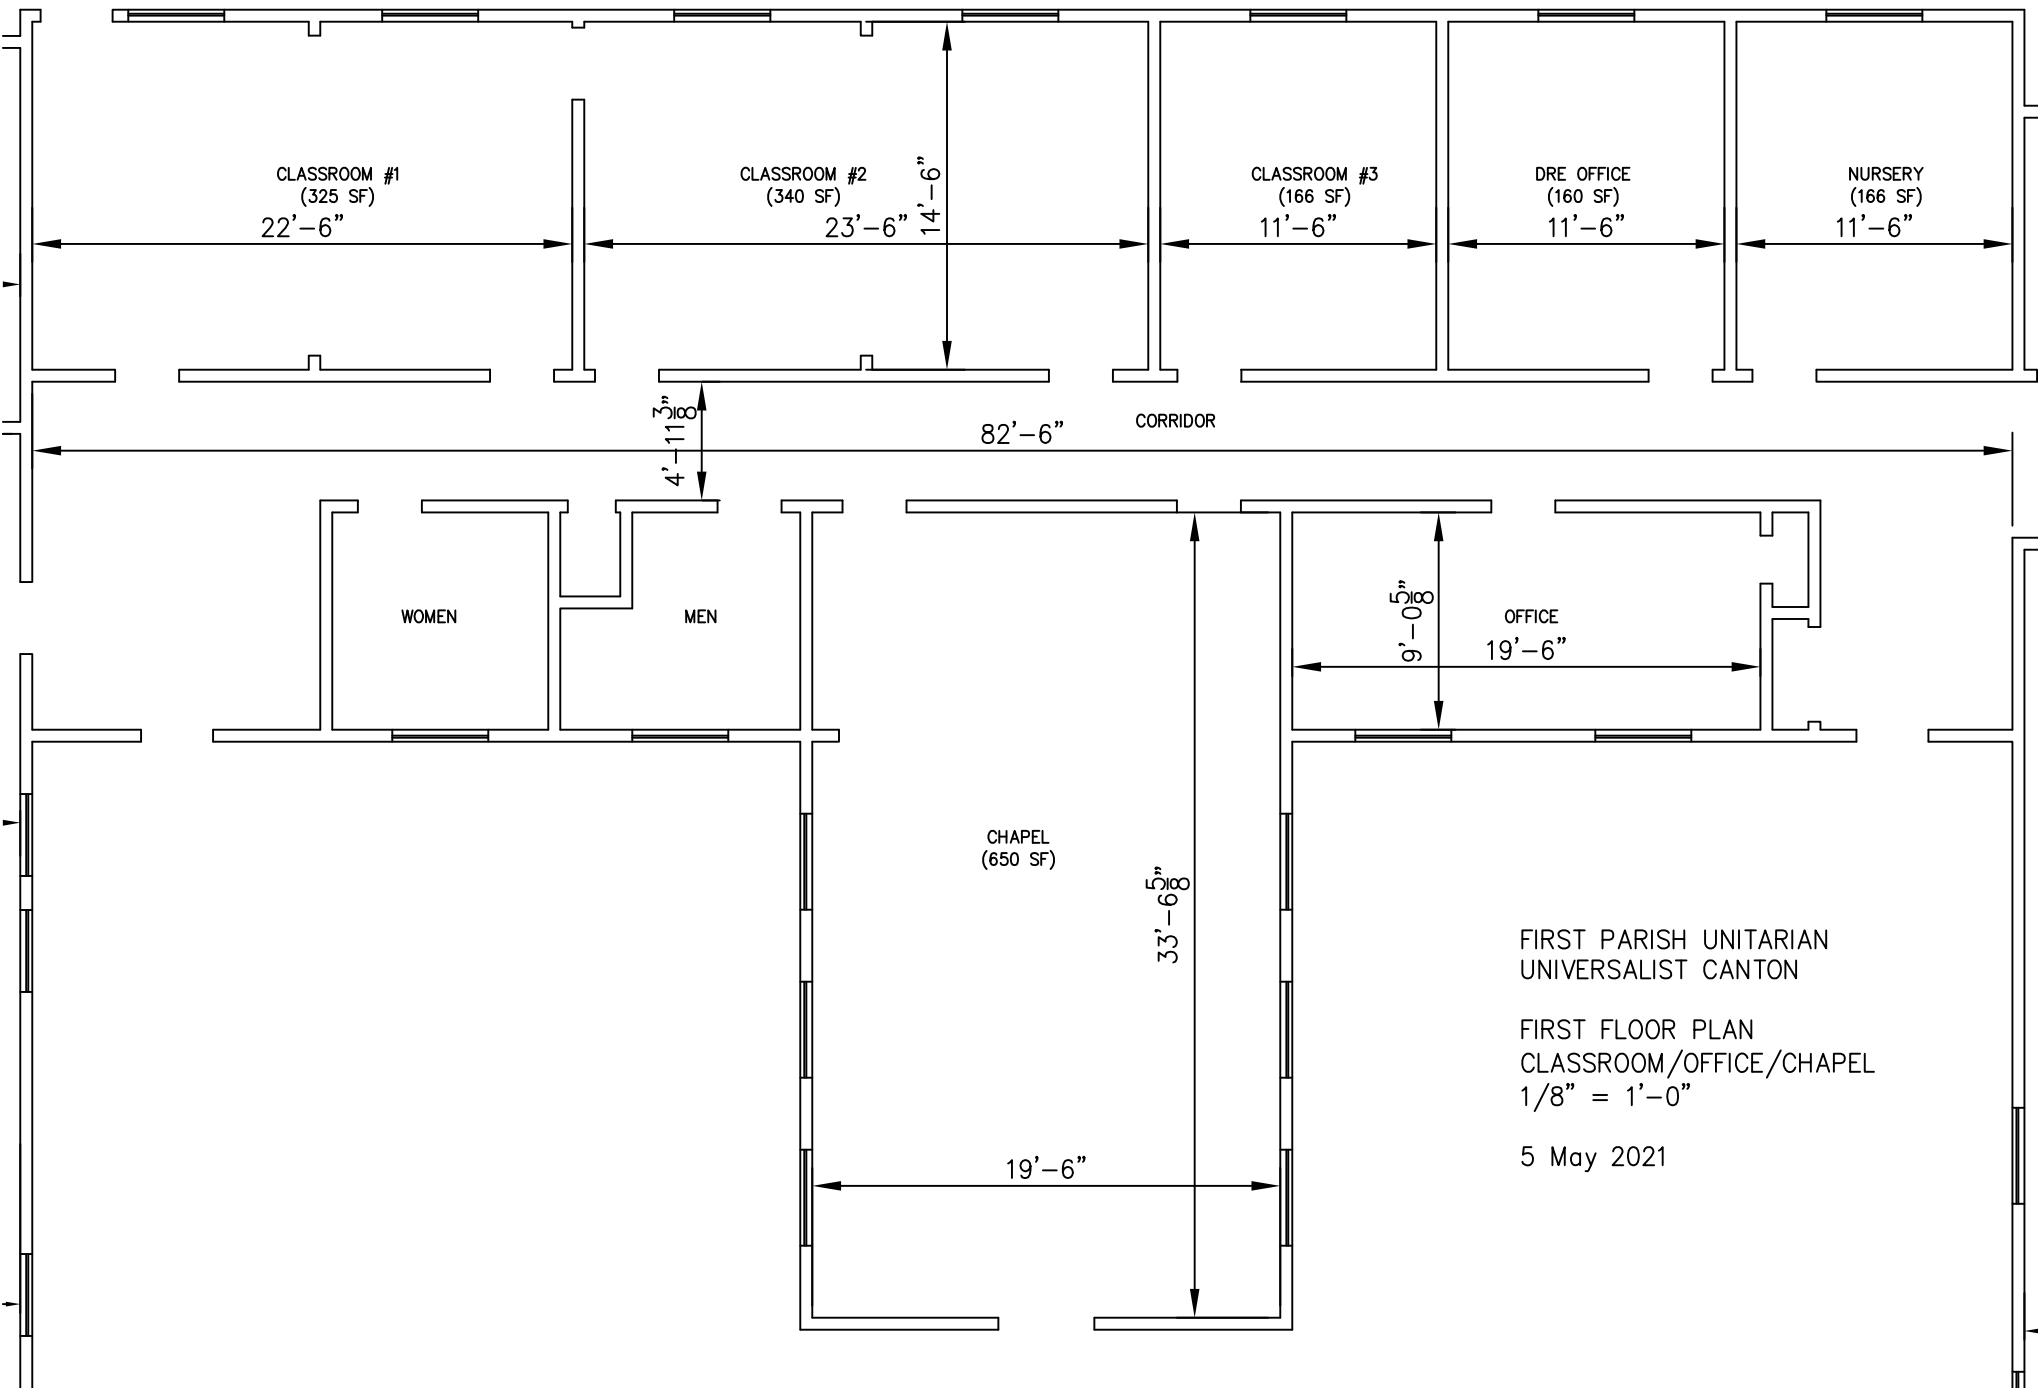 CLASSROOM #1
(325 SF)
22'-6"
CLASSROOM #2
(340 SF)
23'-6"
14'-6"
CLASSROOM #3
(166 SF)
11'-6"
DRE OFFICE
(160 SF)
11'-6"
NURSERY
(166 SF)
11'-6"
4'-11 3/8"
82'-6"
CORRIDOR
WOMEN
MEN
9'-0 5/8"
OFFICE
19'-6"
CHAPEL
(650 SF)
33'-6 5/8"
19'-6"
FIRST PARISH UNITARIAN
UNIVERSALIST CANTON
FIRST FLOOR PLAN
CLASSROOM/OFFICE/CHAPEL
1/8" = 1'-0"
5 May 2021